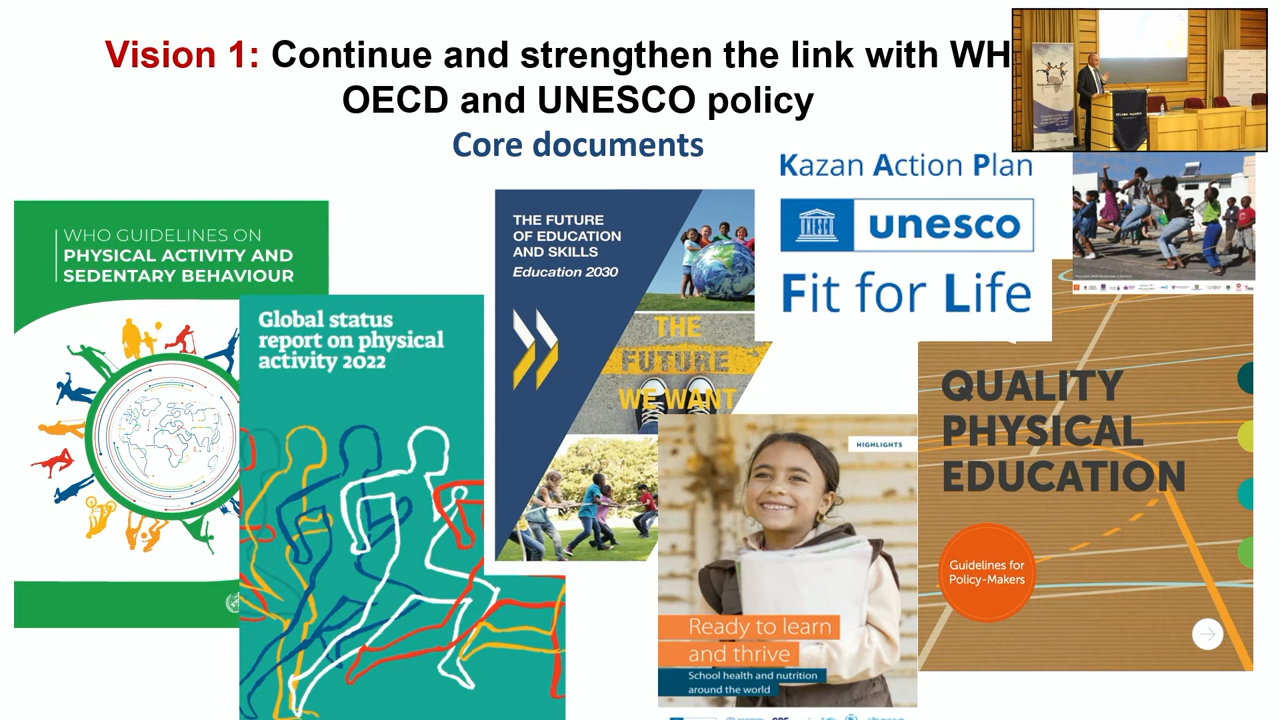 Vision 1: Continue and strengthen the link with WH
OECD and UNESCO policy
Core documents
WHO GUIDELINES ON
PHYSICAL ACTIVITY AND
SEDENTARY BEHAVIOUR
Global status
report on physical
activity 2022
THE FUTURE
OF EDUCATION
AND SKILLS
Education 2030
THE
FUTURE
WE WANT
Kazan Action Plan
unesco
Fit for Life
HIGHLIGHTS
Ready to learn
and thrive
School health and nutrition
around the world
QUALITY
PHYSICAL
EDUCATION
Guidelines for
Policy-Makers